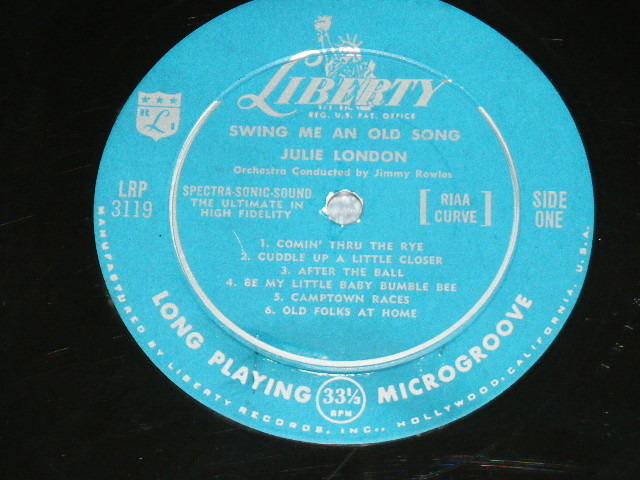 LIBERTY
REG. U.S. PAT. OFFICE
SWING ME AN OLD SONG
JULIE LONDON
Orchestra Conducted by Jimmy Rowles
LRP
3119
SPECTRA-SONIC-SOUND
THE ULTIMATE IN
HIGH FIDELITY
[RIAA
CURVE]
SIDE
ONE
1. COMIN' THRU THE RYE
2. CUDDLE UP A LITTLE CLOSER
3. AFTER THE BALL
4. BE MY LITTLE BABY BUMBLE BEE
5. CAMPTOWN RACES
6. OLD FOLKS AT HOME
LONG PLAYING 33⅓ RPM MICROGROOVE
MANUFACTURED BY LIBERTY RECORDS, INC., HOLLYWOOD, CALIFORNIA, U.S.A.